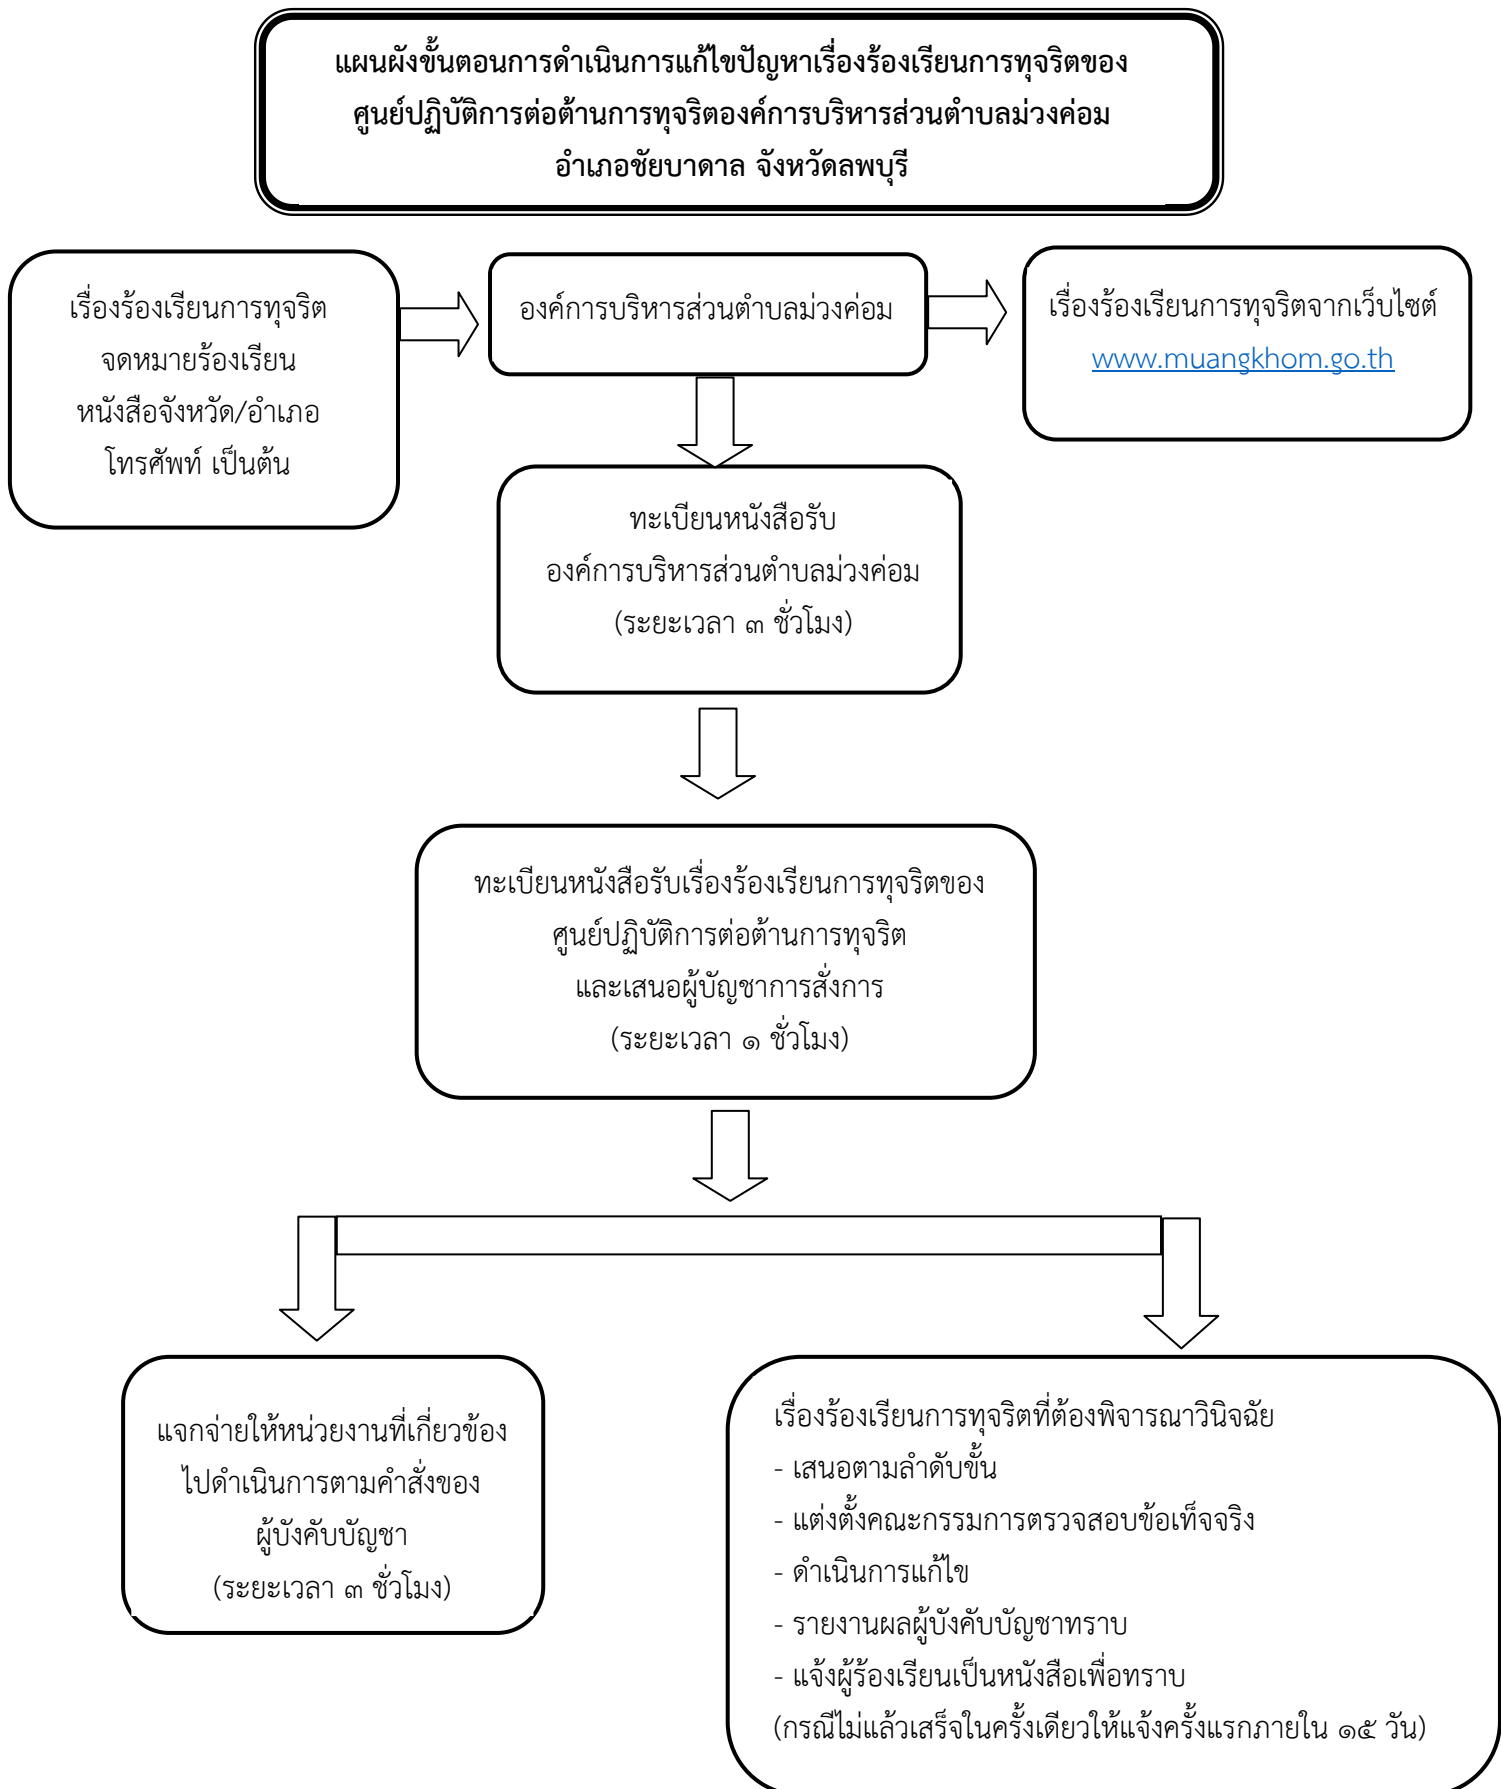 แผนผังขั้นตอนการดำเนินการแก้ไขปัญหาเรื่องร้องเรียนการทุจริตของ
ศูนย์ปฏิบัติการต่อต้านการทุจริตองค์การบริหารส่วนตำบลม่วงค่อม
อำเภอชัยบาดาล จังหวัดลพบุรี
เรื่องร้องเรียนการทุจริต
จดหมายร้องเรียน
หนังสือจังหวัด/อำเภอ
โทรศัพท์ เป็นต้น
องค์การบริหารส่วนตำบลม่วงค่อม
เรื่องร้องเรียนการทุจริตจากเว็บไซต์
www.muangkhom.go.th
ทะเบียนหนังสือรับ
องค์การบริหารส่วนตำบลม่วงค่อม
(ระยะเวลา ๓ ชั่วโมง)
ทะเบียนหนังสือรับเรื่องร้องเรียนการทุจริตของ
ศูนย์ปฏิบัติการต่อต้านการทุจริต
และเสนอผู้บัญชาการสั่งการ
(ระยะเวลา ๑ ชั่วโมง)
แจกจ่ายให้หน่วยงานที่เกี่ยวข้อง
ไปดำเนินการตามคำสั่งของ
ผู้บังคับบัญชา
(ระยะเวลา ๓ ชั่วโมง)
เรื่องร้องเรียนการทุจริตที่ต้องพิจารณาวินิจฉัย
- เสนอตามลำดับขั้น
- แต่งตั้งคณะกรรมการตรวจสอบข้อเท็จจริง
- ดำเนินการแก้ไข
- รายงานผลผู้บังคับบัญชาทราบ
- แจ้งผู้ร้องเรียนเป็นหนังสือเพื่อทราบ
(กรณีไม่แล้วเสร็จในครั้งเดียวให้แจ้งครั้งแรกภายใน ๑๕ วัน)